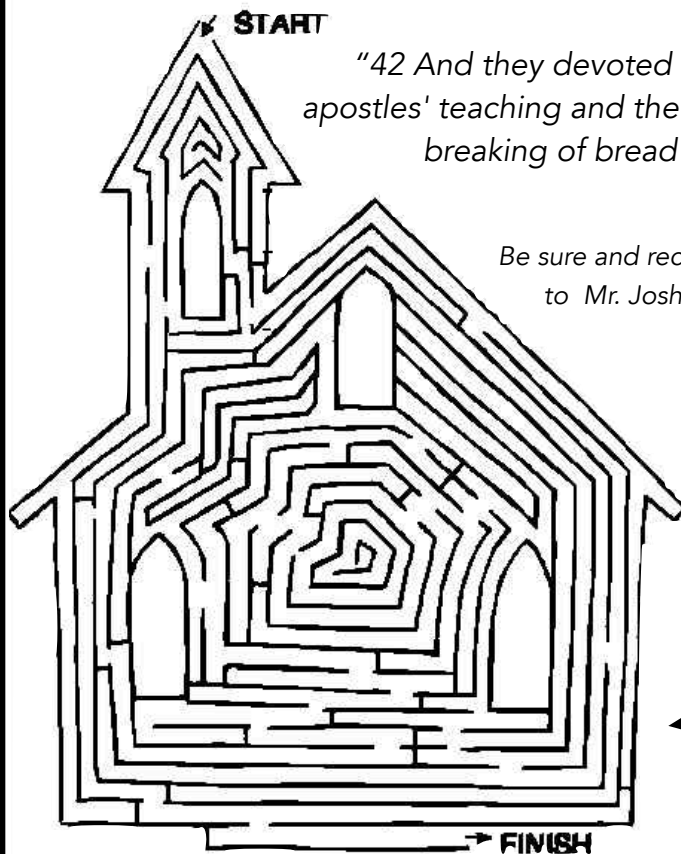 START
“42 And they devoted
apostles' teaching and the
breaking of bread
Be sure and
to Mr. Josh
FINISH